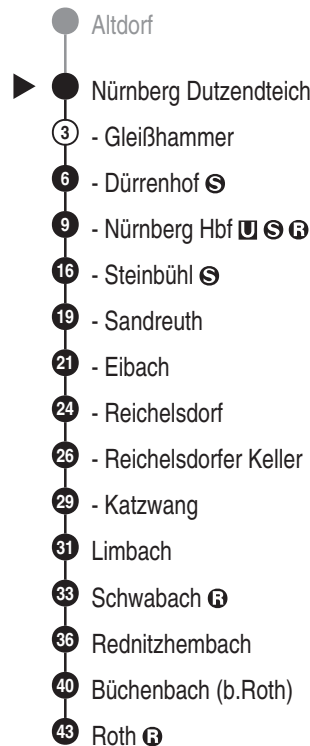 Altdorf
Nürnberg Dutzendteich
3 - Gleißhammer
6 - Dürrenhof S
9 - Nürnberg Hbf U S R
16 - Steinbühl S
19 - Sandreuth
21 - Eibach
24 - Reichelsdorf
26 - Reichelsdorfer Keller
29 - Katzwang
31 Limbach
33 Schwabach R
36 Rednitzhembach
40 Büchenbach (b.Roth)
43 Roth R